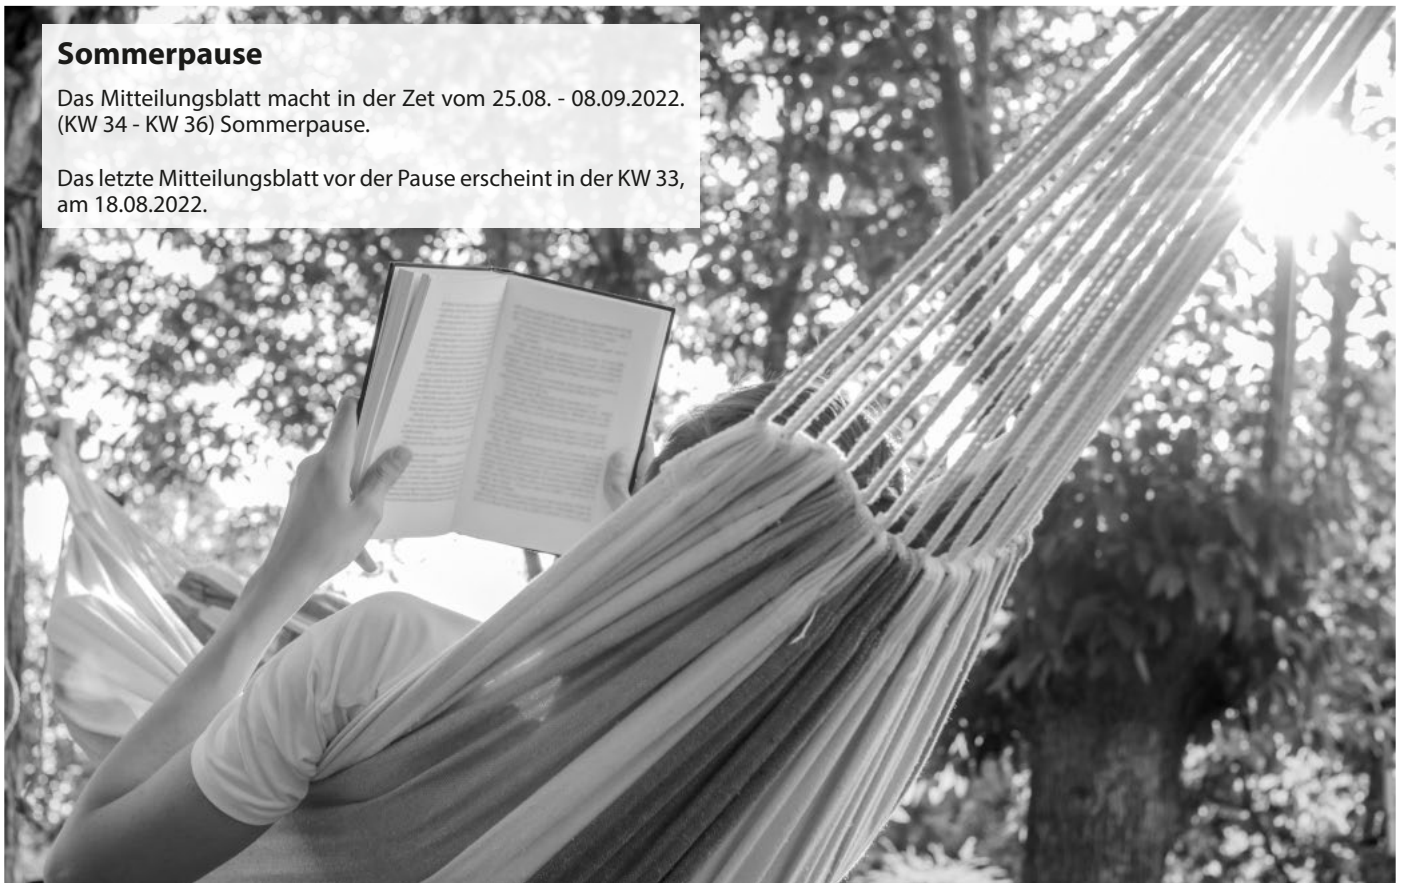 Sommerpause
Das Mitteilungsblatt macht in der Zet vom 25.08. - 08.09.2022.
(KW 34 - KW 36) Sommerpause.
Das letzte Mitteilungsblatt vor der Pause erscheint in der KW 33,
am 18.08.2022.